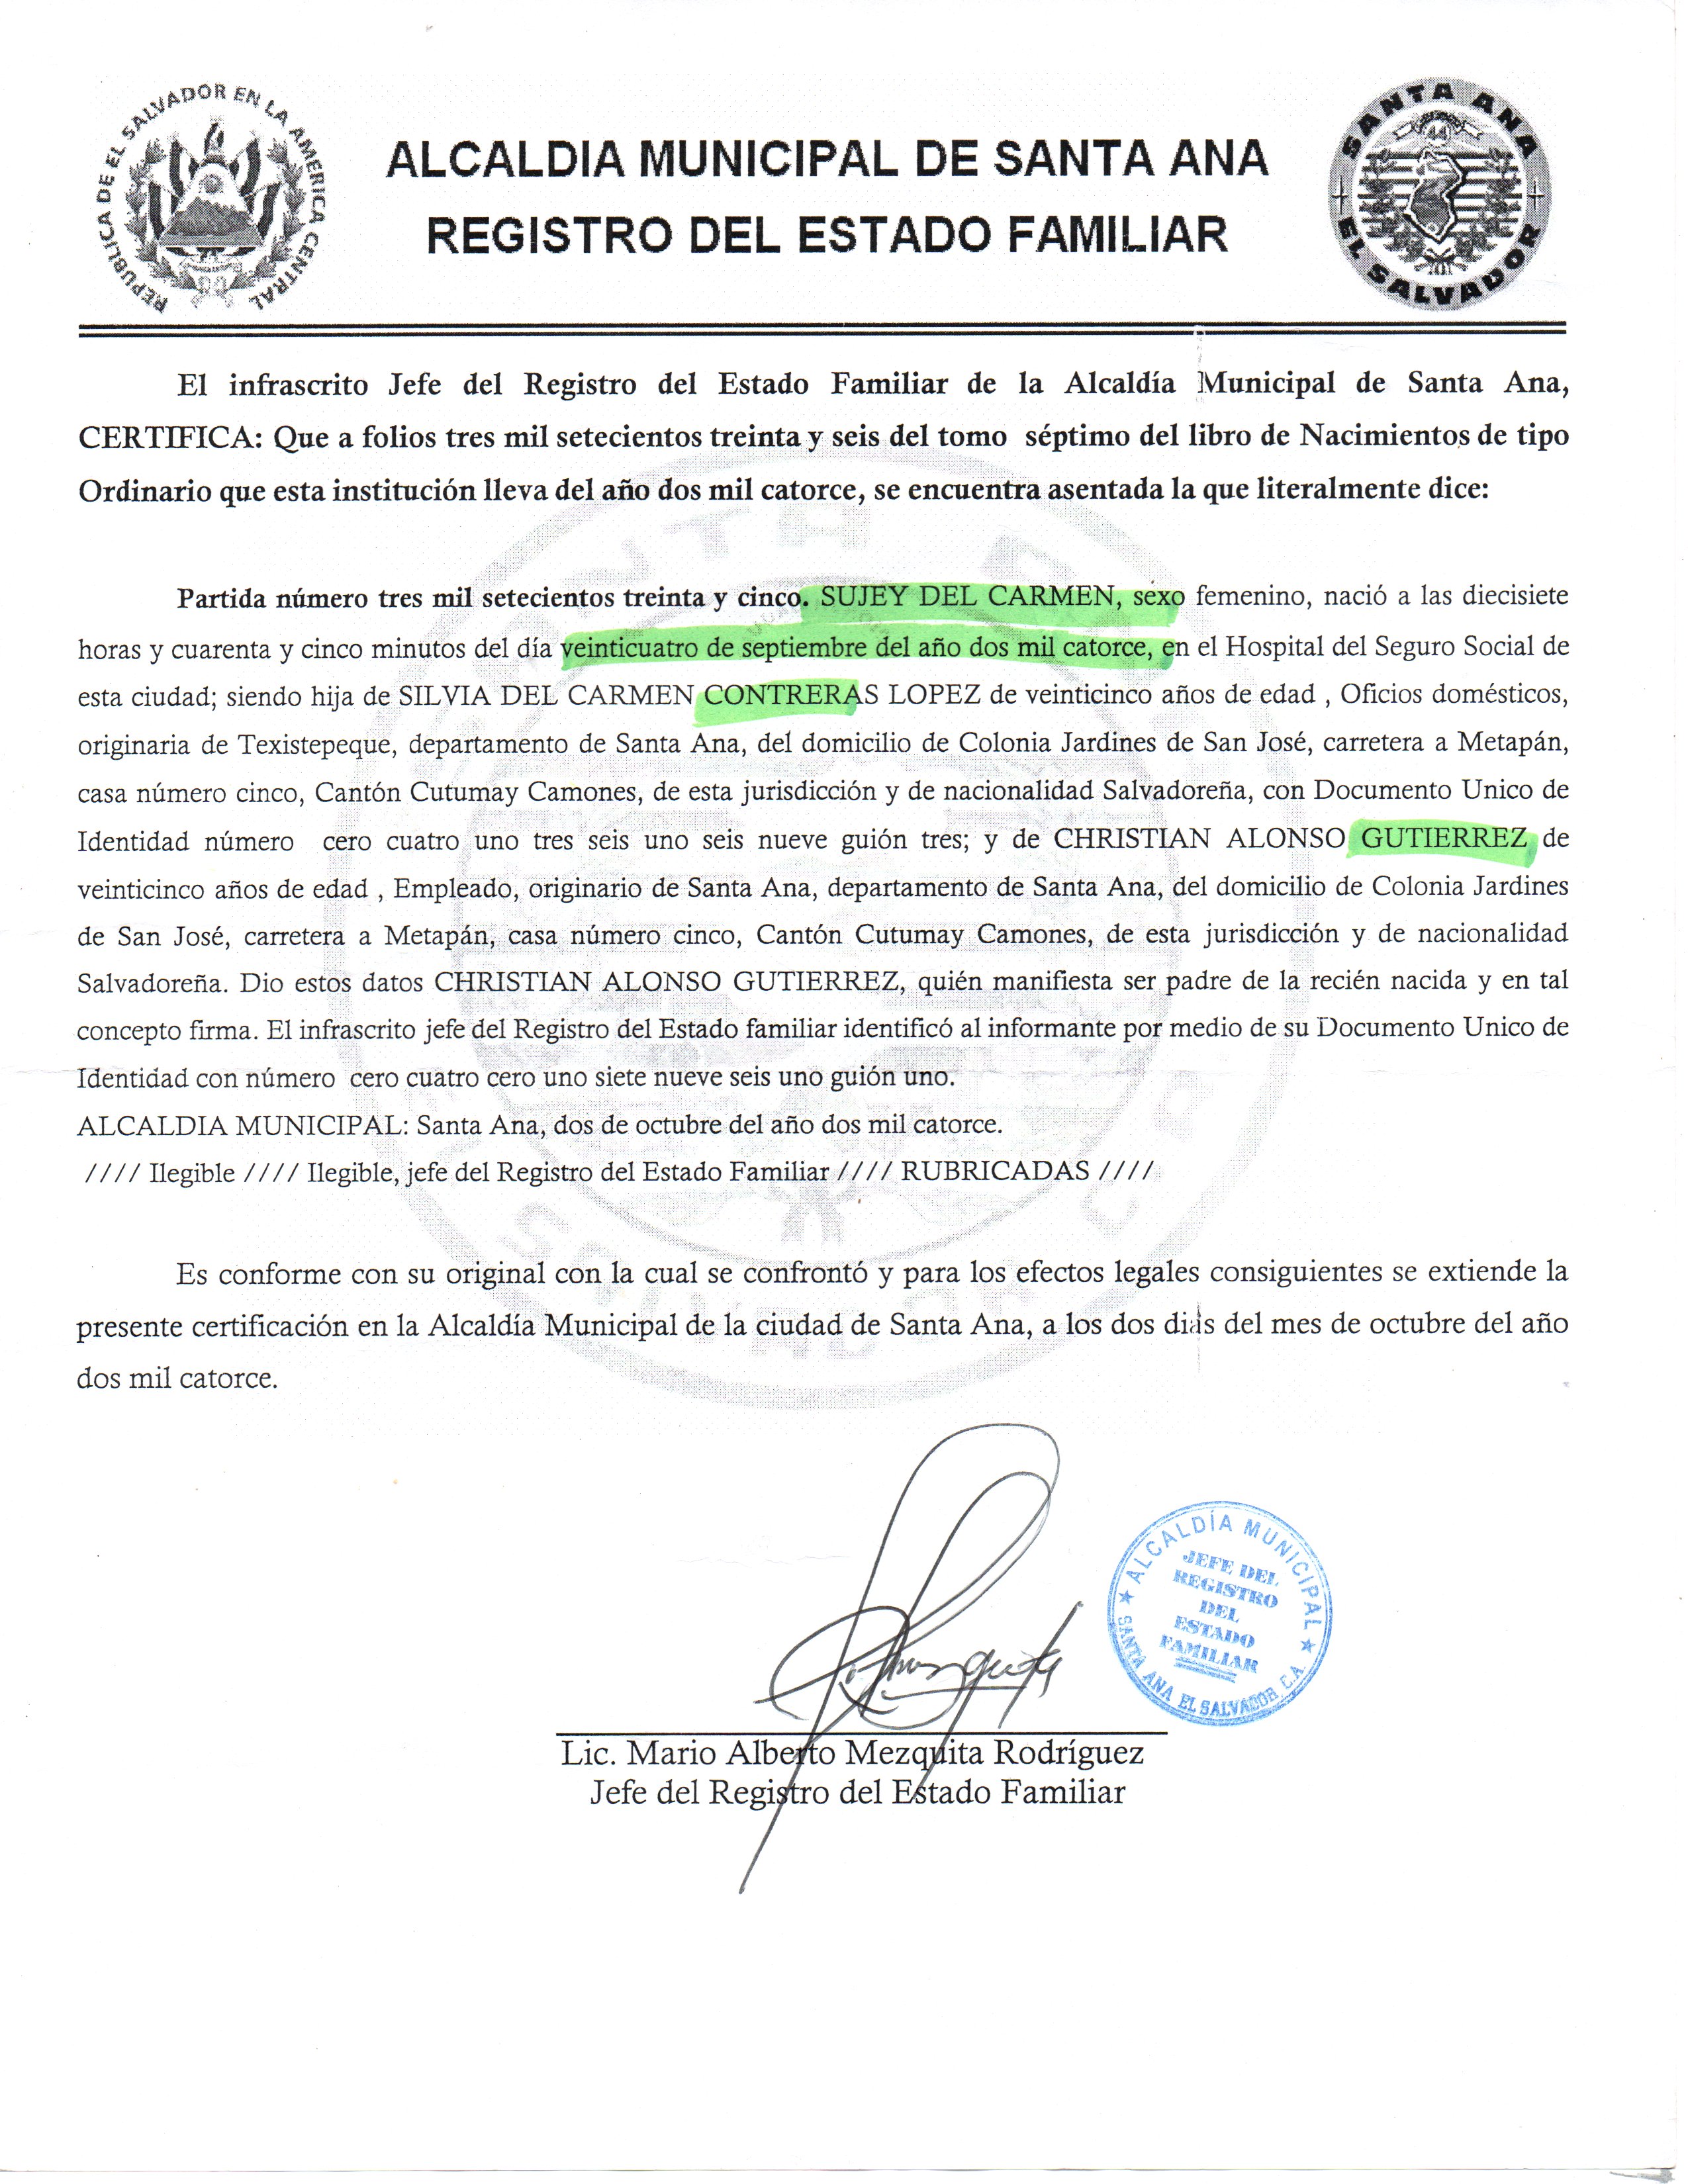 REPUBLICA DE EL SALVADOR EN LA AMERICA CENTRAL
ALCALDIA MUNICIPAL DE SANTA ANA
REGISTRO DEL ESTADO FAMILIAR
SANTA ANA
44
EL SALVADOR
El infrascrito Jefe del Registro del Estado Familiar de la Alcaldía Municipal de Santa Ana,
CERTIFICA: Que a folios tres mil setecientos treinta y seis del tomo séptimo del libro de Nacimientos de tipo
Ordinario que esta institución lleva del año dos mil catorce, se encuentra asentada la que literalmente dice:
Partida número tres mil setecientos treinta y cinco. SUJEY DEL CARMEN, sexo femenino, nació a las diecisiete
horas y cuarenta y cinco minutos del día veinticuatro de septiembre del año dos mil catorce, en el Hospital del Seguro Social de
esta ciudad; siendo hija de SILVIA DEL CARMEN CONTRERAS LOPEZ de veinticinco años de edad , Oficios domésticos,
originaria de Texistepeque, departamento de Santa Ana, del domicilio de Colonia Jardines de San José, carretera a Metapán,
casa número cinco, Cantón Cutumay Camones, de esta jurisdicción y de nacionalidad Salvadoreña, con Documento Unico de
Identidad número cero cuatro uno tres seis uno seis nueve guión tres; y de CHRISTIAN ALONSO GUTIERREZ de
veinticinco años de edad , Empleado, originario de Santa Ana, departamento de Santa Ana, del domicilio de Colonia Jardines
de San José, carretera a Metapán, casa número cinco, Cantón Cutumay Camones, de esta jurisdicción y de nacionalidad
Salvadoreña. Dio estos datos CHRISTIAN ALONSO GUTIERREZ, quién manifiesta ser padre de la recién nacida y en tal
concepto firma. El infrascrito jefe del Registro del Estado familiar identificó al informante por medio de su Documento Unico de
Identidad con número cero cuatro cero uno siete nueve seis uno guión uno.
ALCALDIA MUNICIPAL: Santa Ana, dos de octubre del año dos mil catorce.
//// Ilegible //// Ilegible, jefe del Registro del Estado Familiar //// RUBRICADAS ////
Es conforme con su original con la cual se confrontó y para los efectos legales consiguientes se extiende la
presente certificación en la Alcaldía Municipal de la ciudad de Santa Ana, a los dos dias del mes de octubre del año
dos mil catorce.
ALCALDÍA MUNICIPAL
JEFE DEL
REGISTRO
DEL
ESTADO
FAMILIAR
SANTA ANA EL SALVADOR C.A.
Lic. Mario Alberto Mezquita Rodríguez
Jefe del Registro del Estado Familiar